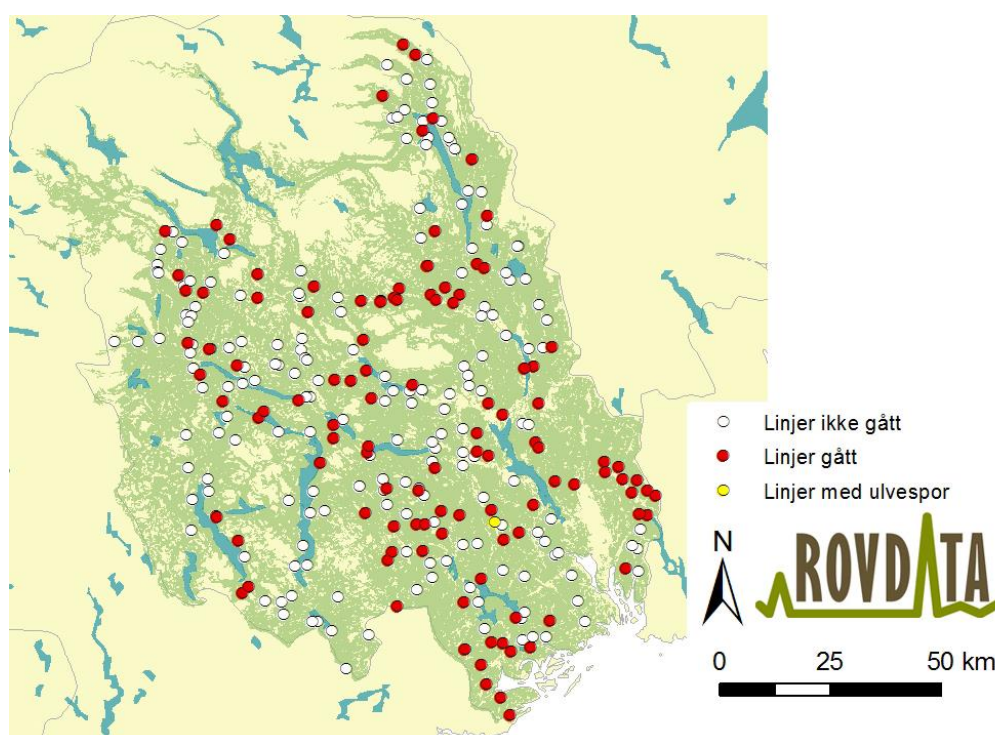 Linjer ikke gått
Linjer gått
Linjer med ulvespor
N
ROVDATA
0 25 50 km